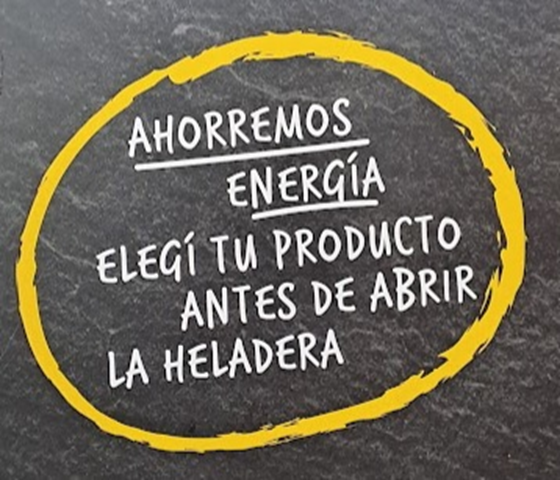 AHORREMOS
ENERGÍA
ELEGÍ TU PRODUCTO
ANTES DE ABRIR
LA HELADERA